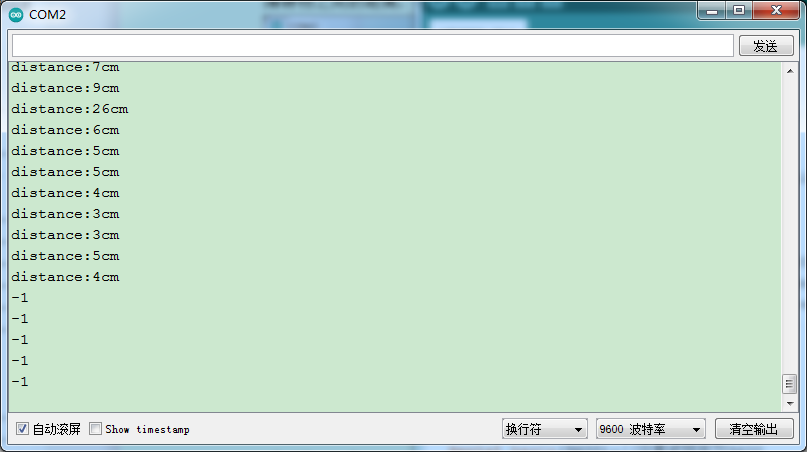 COM2
发送
distance:7cm
distance:9cm
distance:26cm
distance:6cm
distance:5cm
distance:5cm
distance:4cm
distance:3cm
distance:3cm
distance:5cm
distance:4cm
-1
-1
-1
-1
-1
自动滚屏 Show timestamp 换行符 9600 波特率 清空输出